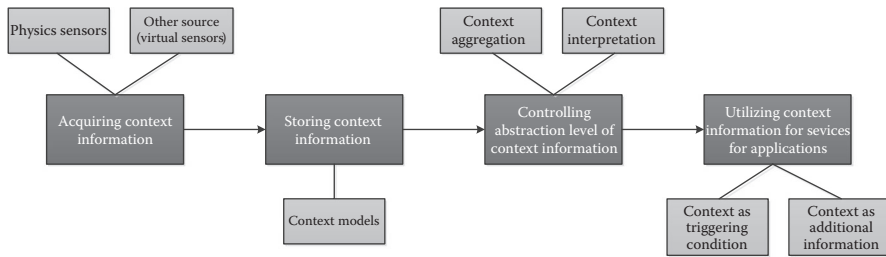 Physics sensors
Other source
(virtual sensors)
Context
aggregation
Context
interpretation
Acquiring context
information
Storing context
information
Controlling
abstraction level of
context information
Utilizing context
information for sevices
for applications
Context models
Context as
triggering
condition
Context as
additional
information